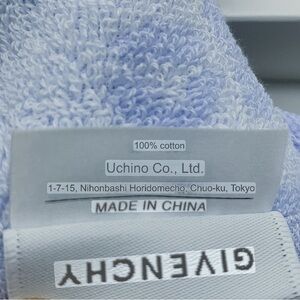 100% cotton
Uchino Co., Ltd.
1-7-15, Nihonbashi Horidomecho, Chuo-ku, Tokyo
MADE IN CHINA
GIVENCHY